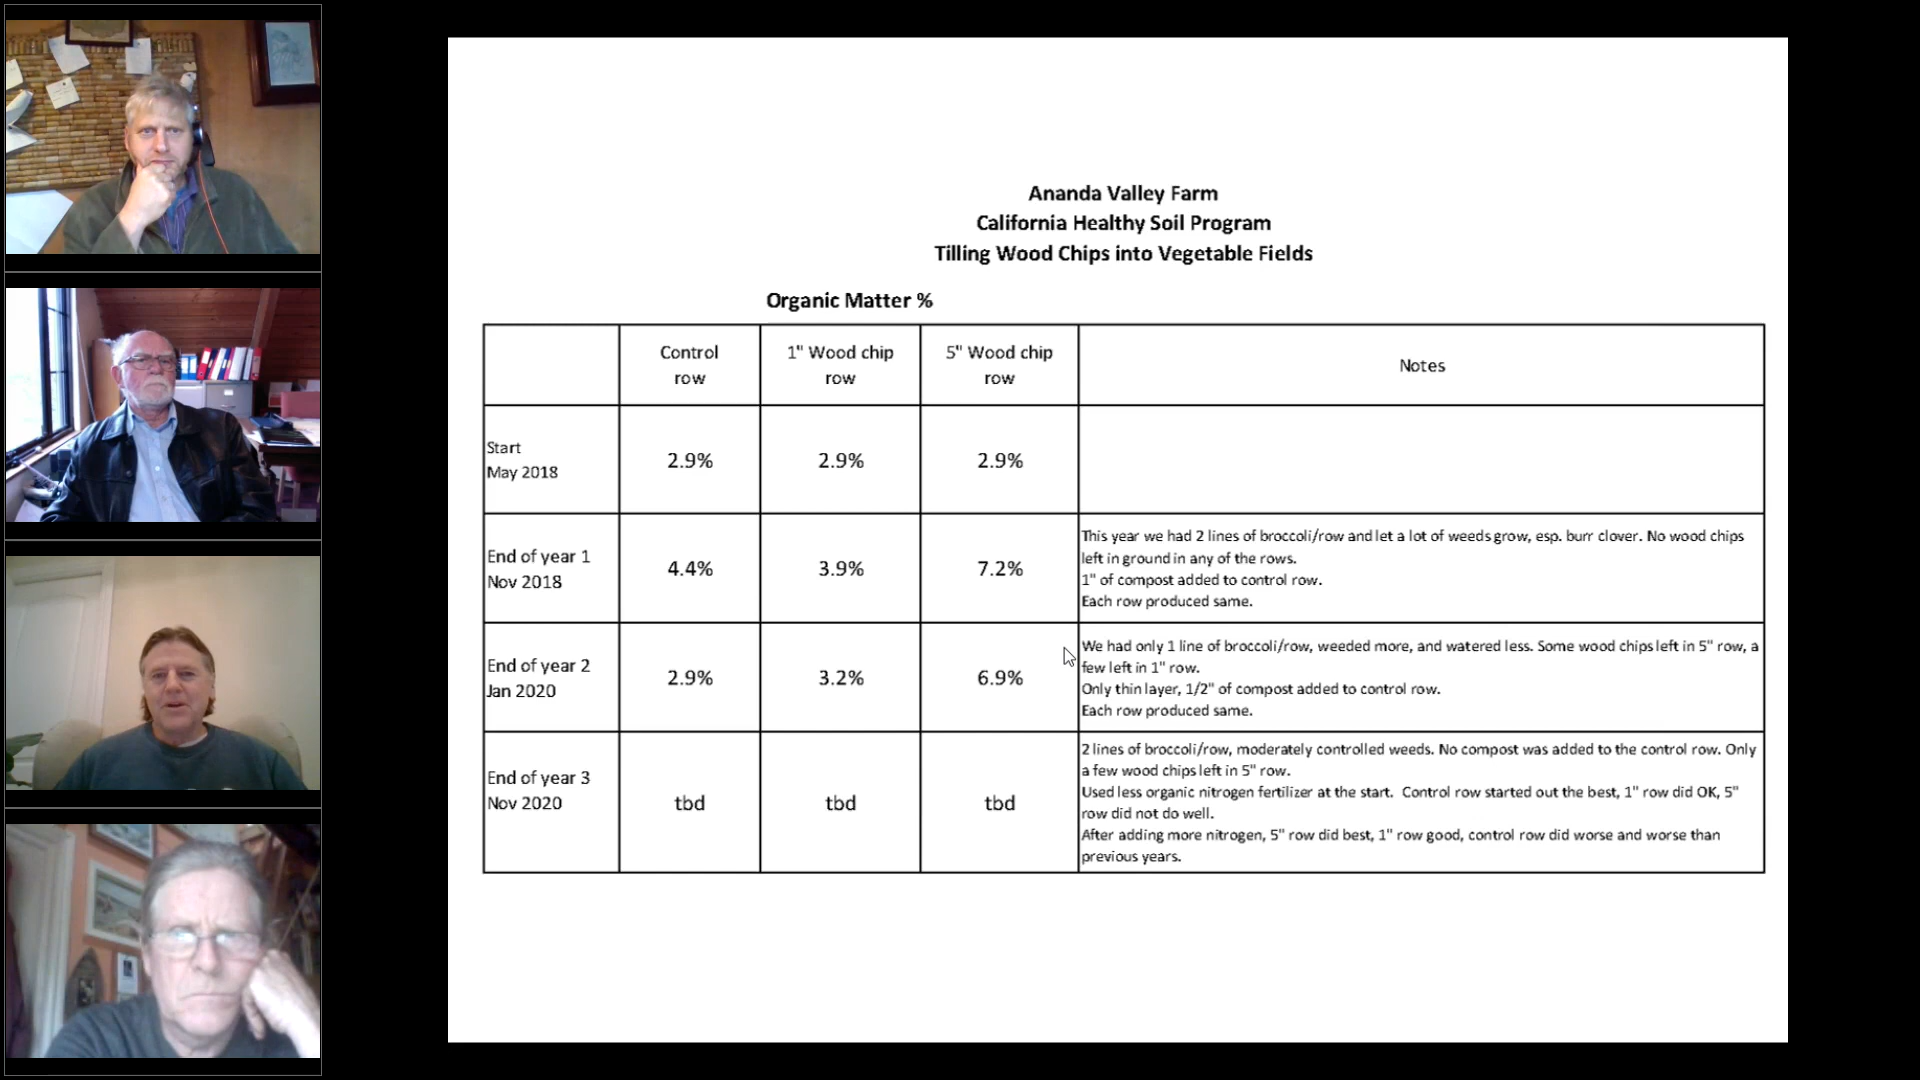 Ananda Valley Farm
California Healthy Soil Program
Tilling Wood Chips into Vegetable Fields
Organic Matter %
Control
row
1" Wood chip
row
5" Wood chip
row
Notes
Start
May 2018
2.9%
2.9%
2.9%
End of year 1
Nov 2018
4.4%
3.9%
7.2%
This year we had 2 lines of broccoli/row and let a lot of weeds grow, esp. burr clover. No wood chips
left in ground in any of the rows.
1" of compost added to control row.
Each row produced same.
End of year 2
Jan 2020
2.9%
3.2%
6.9%
We had only 1 line of broccoli/row, weeded more, and watered less. Some wood chips left in 5" row, a
few left in 1" row.
Only thin layer, 1/2" of compost added to control row.
Each row produced same.
End of year 3
Nov 2020
tbd
tbd
tbd
2 lines of broccoli/row, moderately controlled weeds. No compost was added to the control row. Only
a few wood chips left in 5" row.
Used less organic nitrogen fertilizer at the start. Control row started out the best, 1" row did OK, 5"
row did not do well.
After adding more nitrogen, 5" row did best, 1" row good, control row did worse and worse than
previous years.